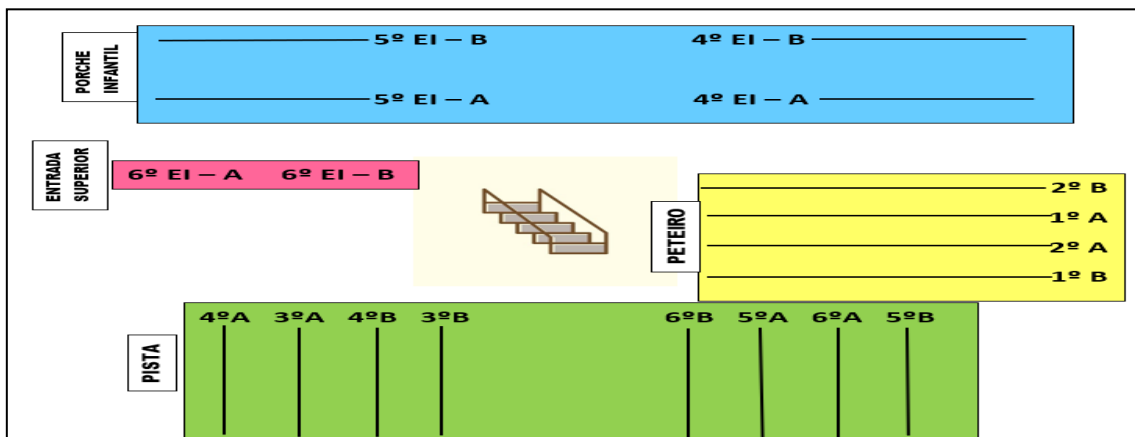 PORCHE
INFANTIL
5º EI – B
4º EI – B
5º EI – A
4º EI – A
ENTRADA
SUPERIOR
6º EI – A
6º EI – B
PETEIRO
2º B
1º A
2º A
1º B
PISTA
4ºA
3ºA
4ºB
3ºB
6ºB
5ºA
6ºA
5ºB